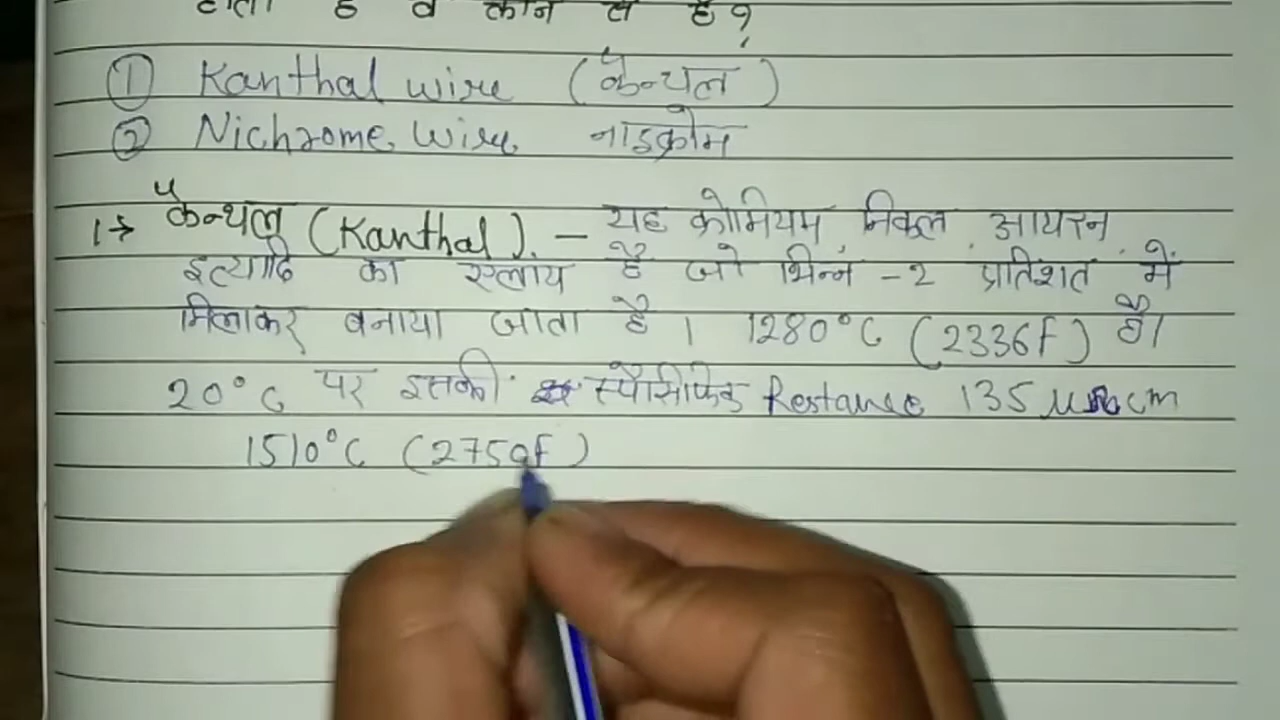 होता है वे कौन से हैं?
① Kanthal wire (कैन्थल)
② Nichrome wire नाइक्रोम
1→ कैन्थल (Kanthal). – यह क्रोमियम, निकल, आयरन,
इत्यादि का एलाय है जो भिन्न -2 प्रतिशत में
मिलाकर बनाया जाता है। 1280°C (2336F) है।
20°C पर इसकी स्पैसीफिक Restance 135 μΩcm
1510°C (2750F)